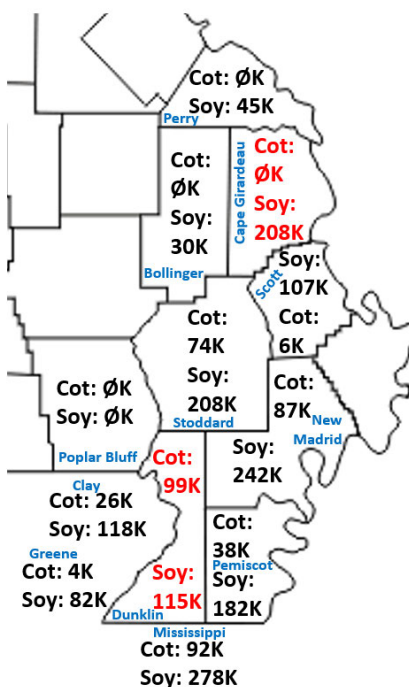 Cot: ØK
Soy: 45K
Perry
Cot:
ØK
Soy:
30K
Bollinger
Cape Girardeau
Cot:
ØK
Soy:
208K
Scott
Soy:
107K
Cot:
6K
Cot:
74K
Soy:
208K
Stoddard
Cot:
87K
New
Madrid
Soy:
242K
Cot: ØK
Soy: ØK
Poplar Bluff
Cot:
99K
Soy:
115K
Dunklin
Clay
Cot: 26K
Soy: 118K
Greene
Cot: 4K
Soy: 82K
Cot:
38K
Pemiscot
Soy:
182K
Mississippi
Cot: 92K
Soy: 278K